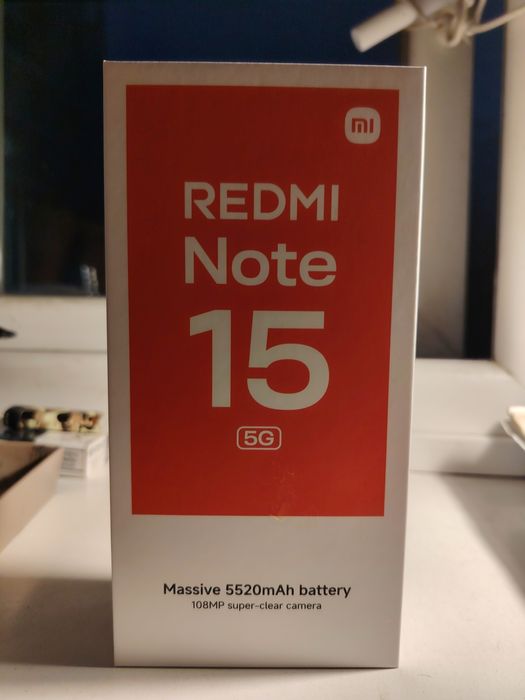 mi
REDMI
Note
15
5G
Massive 5520mAh battery
108MP super-clear camera